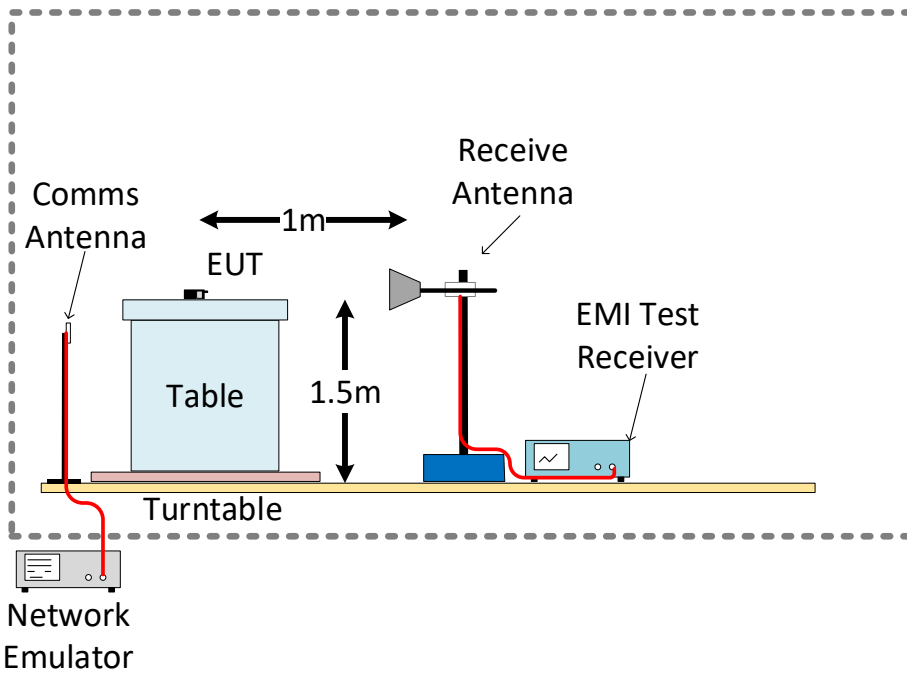 Receive
Antenna
Comms
Antenna
1m
EUT
EMI Test
Receiver
Table
1.5m
Turntable
Network
Emulator